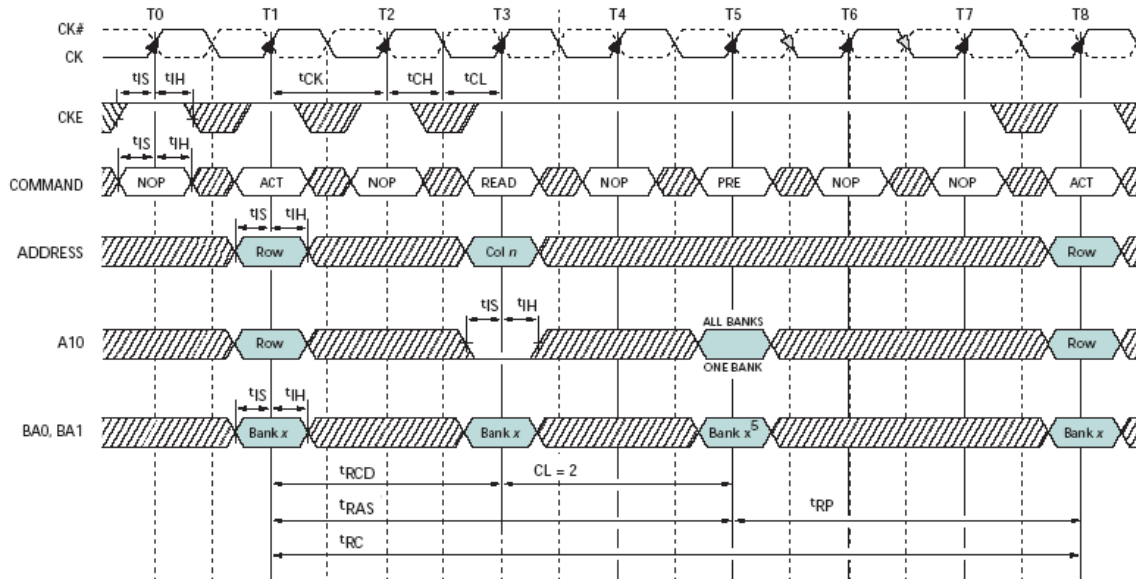 T0 T1 T2 T3 T4 T5 T6 T7 T8
CK#
CK
tIS tIH tCK tCH tCL
CKE
tIS tIH
COMMAND NOP ACT NOP READ NOP PRE NOP NOP ACT
tIS tIH
ADDRESS Row Col n Row
tIS tIH ALL BANKS
A10 Row Row
ONE BANK
tIS tIH
BA0, BA1 Bank x Bank x Bank x5 Bank x
tRCD CL = 2
tRAS tRP
tRC